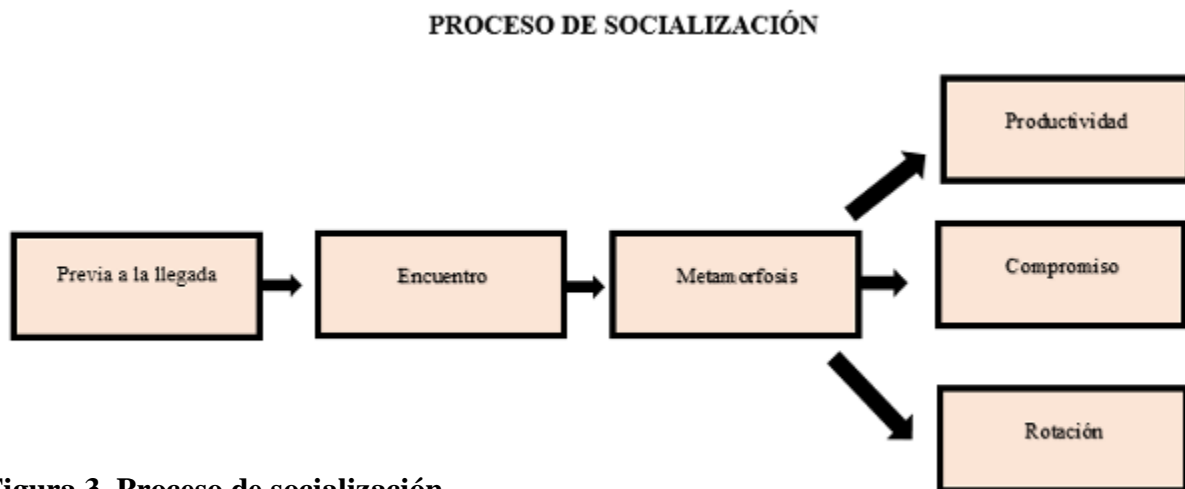 PROCESO DE SOCIALIZACIÓN
Productividad
Previa a la llegada
Encuentro
Metamorfosis
Compromiso
Rotación
Figura 3. Proceso de socialización